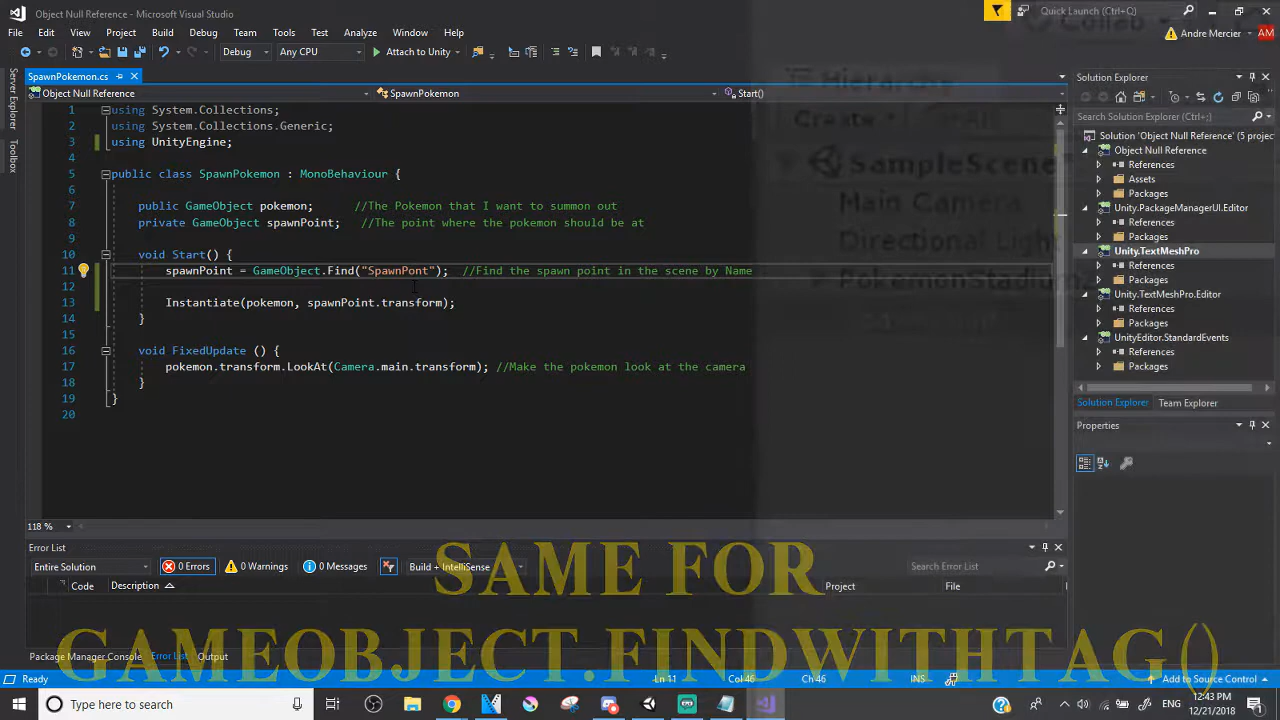 Object Null Reference - Microsoft Visual Studio
Quick Launch (Ctrl+Q)
File Edit View Project Build Debug Team Tools Test Analyze Window Help
Andre Mercier AM
Debug Any CPU Attach to Unity
Server Explorer
Toolbox
SpawnPokemon.cs
Object Null Reference SpawnPokemon Start()
1 using System.Collections;
2 using System.Collections.Generic;
3 using UnityEngine;
4
5 public class SpawnPokemon : MonoBehaviour {
6
7 public GameObject pokemon; //The Pokemon that I want to summon out
8 private GameObject spawnPoint; //The point where the pokemon should be at
9
10 void Start() {
11 spawnPoint = GameObject.Find("SpawnPont"); //Find the spawn point in the scene by Name
12
13 Instantiate(pokemon, spawnPoint.transform);
14 }
15
16 void FixedUpdate () {
17 pokemon.transform.LookAt(Camera.main.transform); //Make the pokemon look at the camera
18 }
19 }
20
Collab
Hierarchy
Create
SampleScene
Main Camera
Directional Light
PokemonStadium2
Solution Explorer
Search Solution Explorer (Ctrl+;)
Solution 'Object Null Reference' (5 projec
Object Null Reference
References
Assets
Packages
Unity.PackageManagerUI.Editor
References
Packages
Unity.TextMeshPro
References
Packages
Unity.TextMeshPro.Editor
References
Packages
UnityEditor.StandardEvents
References
Packages
Solution Explorer Team Explorer
Properties
118 %
Error List
Entire Solution 0 Errors 0 Warnings 0 Messages Build + IntelliSense Search Error List
Code Description Project File
SAME FOR
GAMEOBJECT.FINDWITHTAG()
Package Manager Console Error List Output
Ready Ln 11 Col 46 Ch 46 INS Add to Source Control
Type here to search
12:43 PM
12/21/2018
1